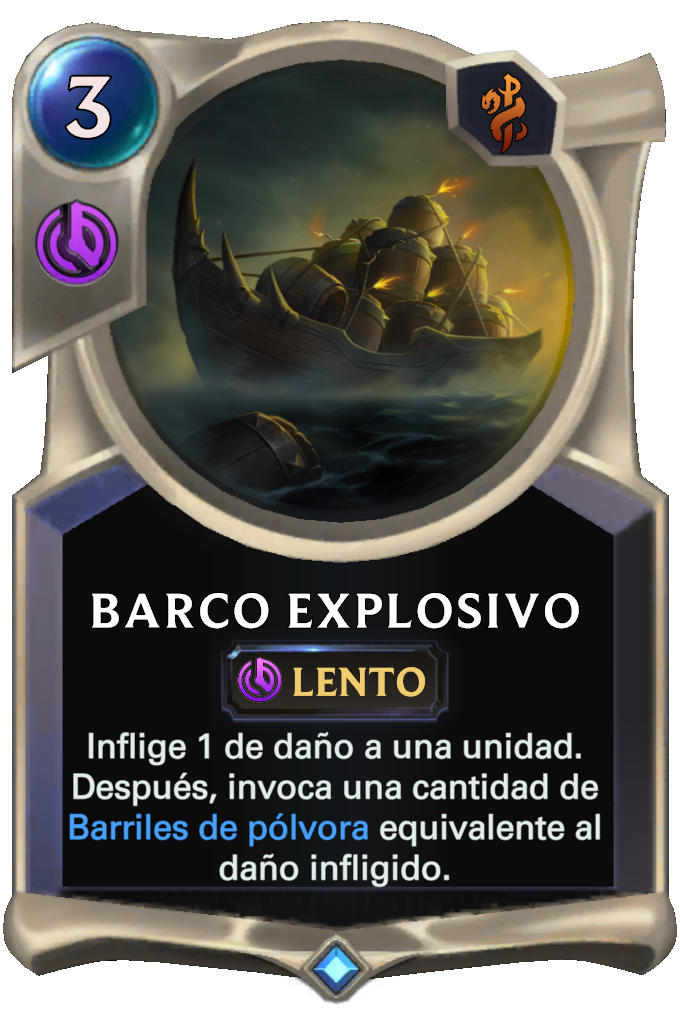 3
BARCO EXPLOSIVO
LENTO
Inflige 1 de daño a una unidad.
Después, invoca una cantidad de
Barriles de pólvora equivalente al
daño infligido.